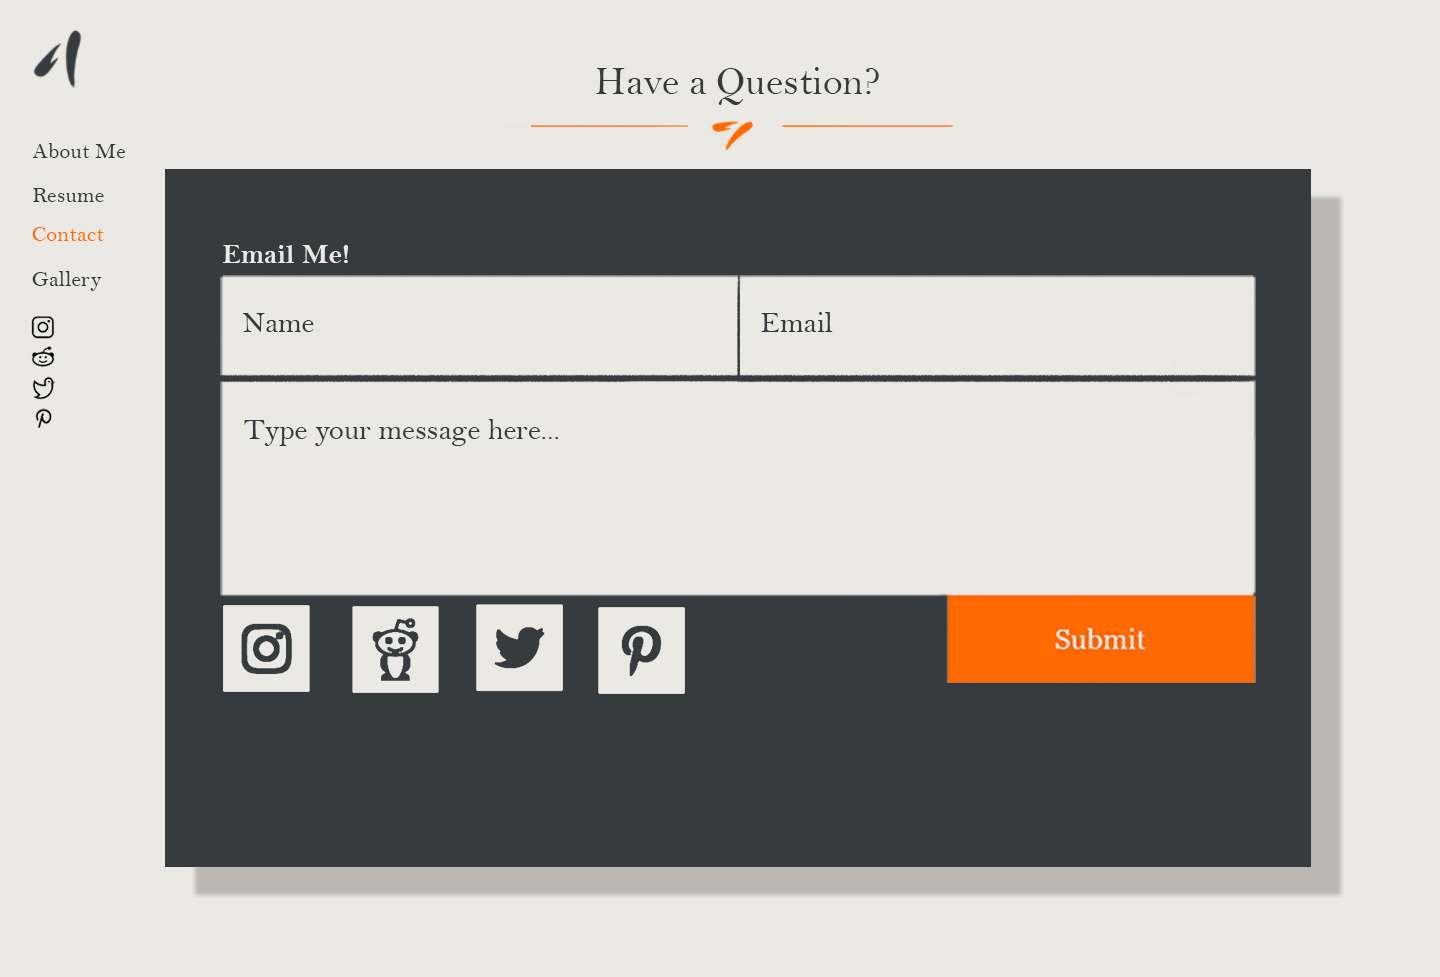 Have a Question?
About Me
Resume
Contact
Gallery
Email Me!
Name
Email
Type your message here...
Submit